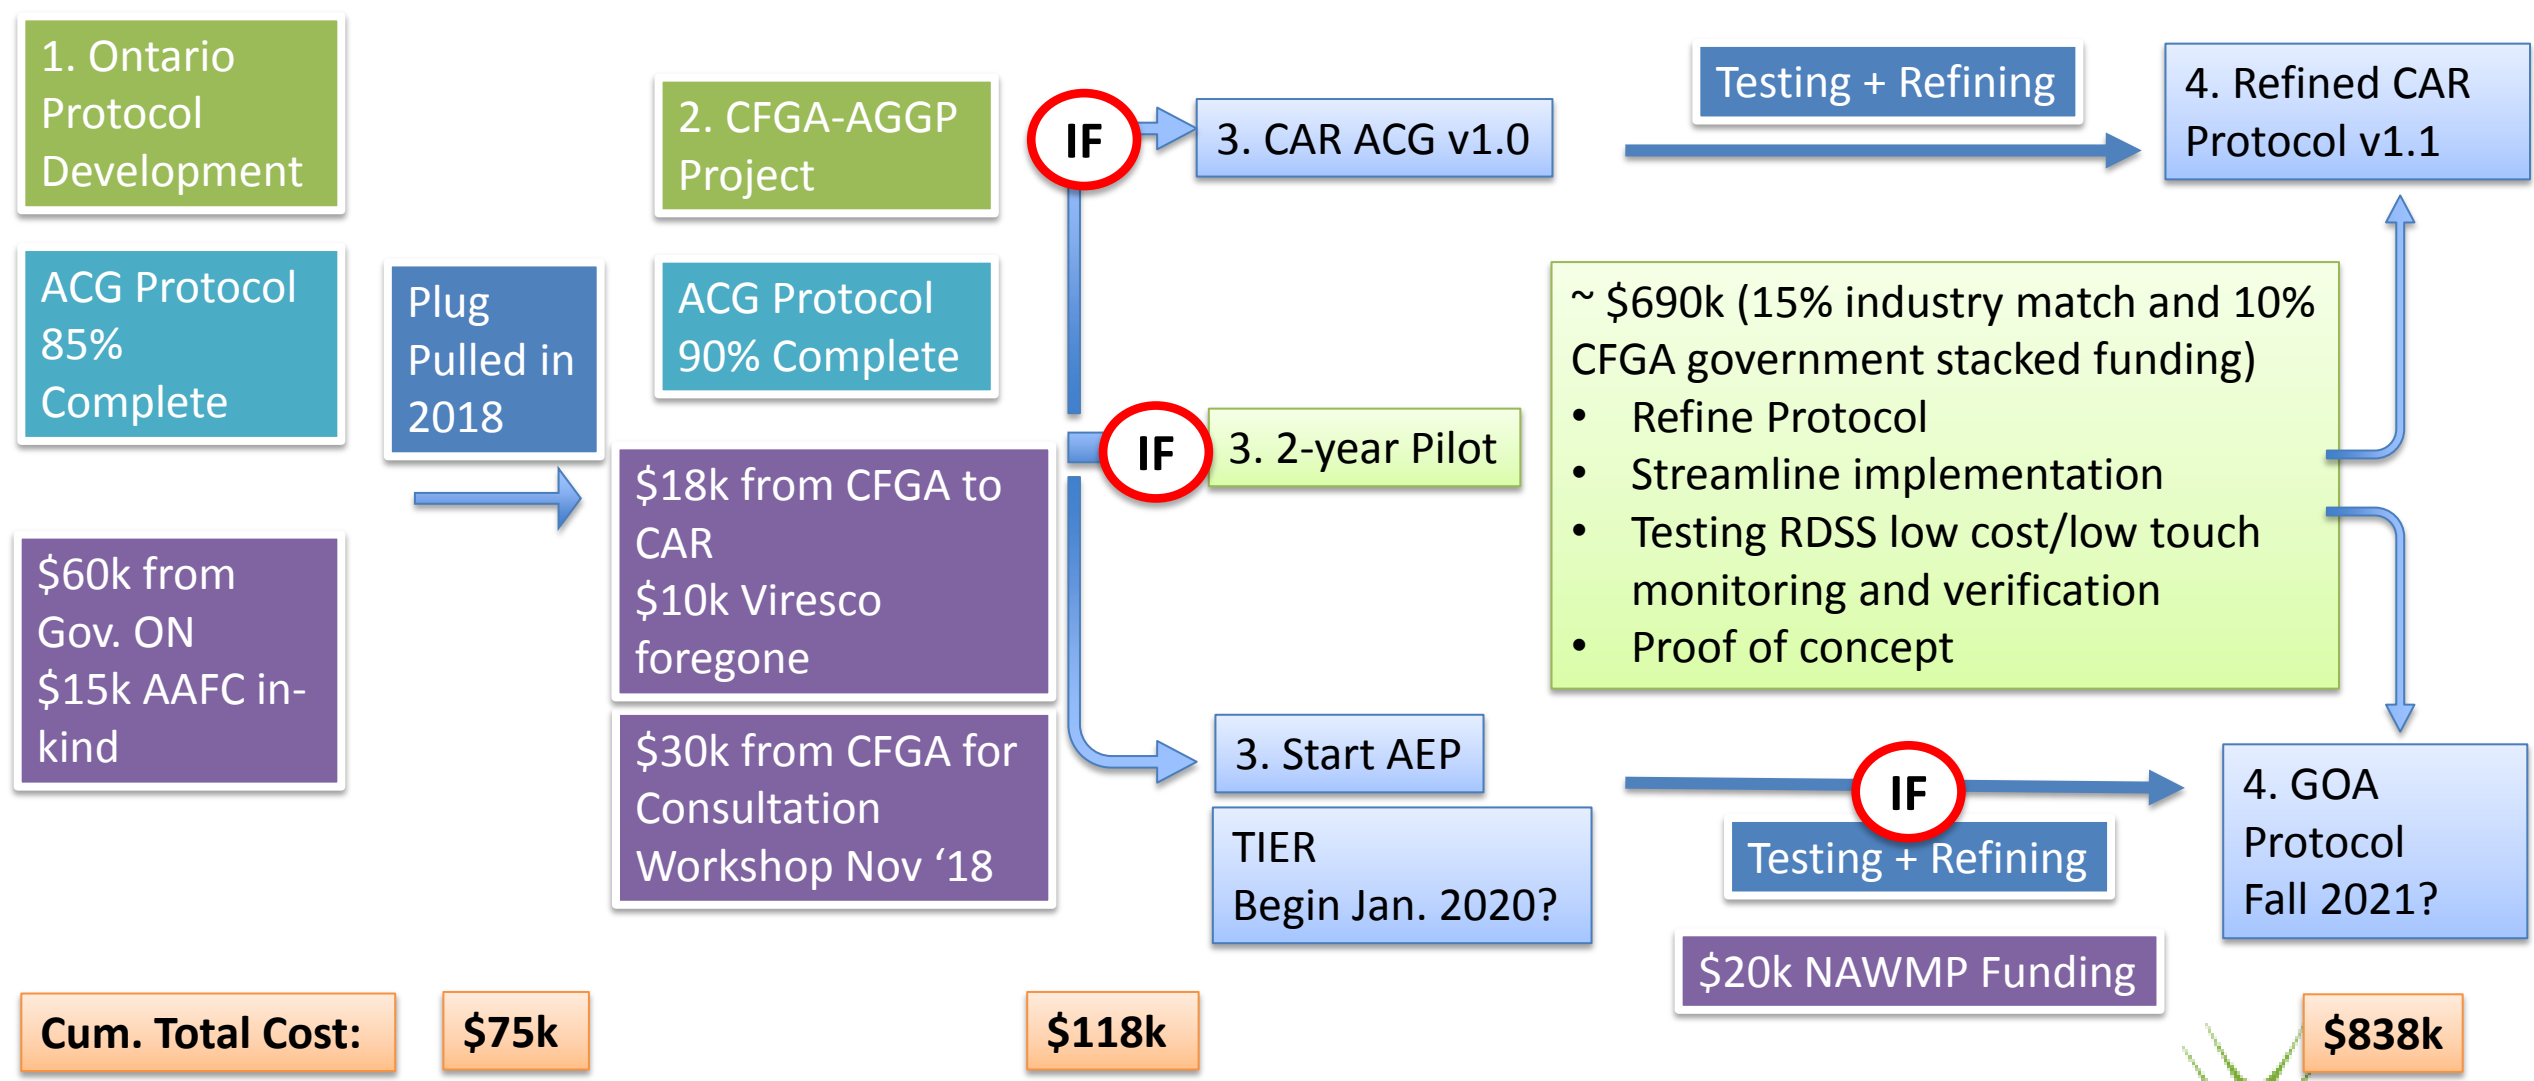 1. Ontario
Protocol
Development
ACG Protocol
85%
Complete
$60k from
Gov. ON
$15k AAFC in-
kind
Plug
Pulled in
2018
2. CFGA-AGGP
Project
ACG Protocol
90% Complete
$18k from CFGA to
CAR
$10k Viresco
foregone
$30k from CFGA for
Consultation
Workshop Nov ‘18
IF
3. CAR ACG v1.0
Testing + Refining
4. Refined CAR
Protocol v1.1
IF
3. 2-year Pilot
~ $690k (15% industry match and 10%
CFGA government stacked funding)
• Refine Protocol
• Streamline implementation
• Testing RDSS low cost/low touch
monitoring and verification
• Proof of concept
3. Start AEP
TIER
Begin Jan. 2020?
IF
Testing + Refining
$20k NAWMP Funding
4. GOA
Protocol
Fall 2021?
Cum. Total Cost:
$75k
$118k
$838k